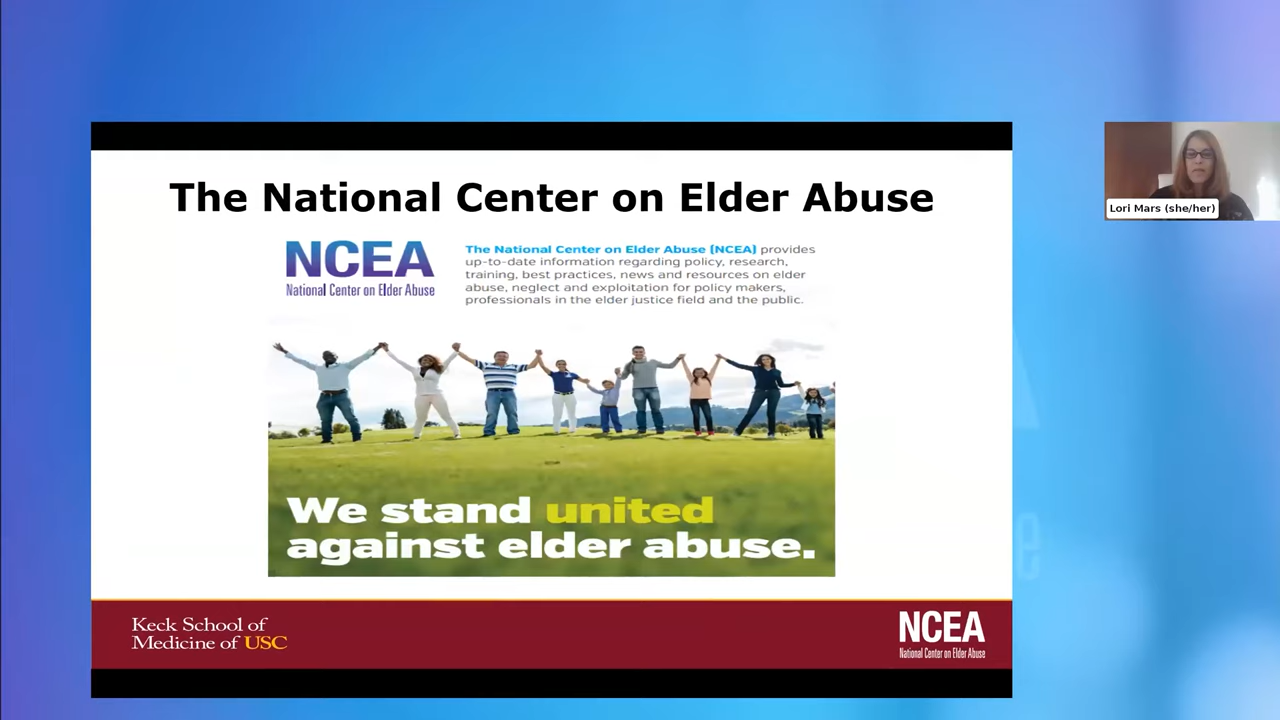 The National Center on Elder Abuse
NCEA
National Center on Elder Abuse
The National Center on Elder Abuse (NCEA) provides
up-to-date information regarding policy, research,
training, best practices, news and resources on elder
abuse, neglect and exploitation for policy makers,
professionals in the elder justice field and the public.
We stand united
against elder abuse.
Keck School of
Medicine of USC
NCEA
National Center on Elder Abuse
Lori Mars (she/her)